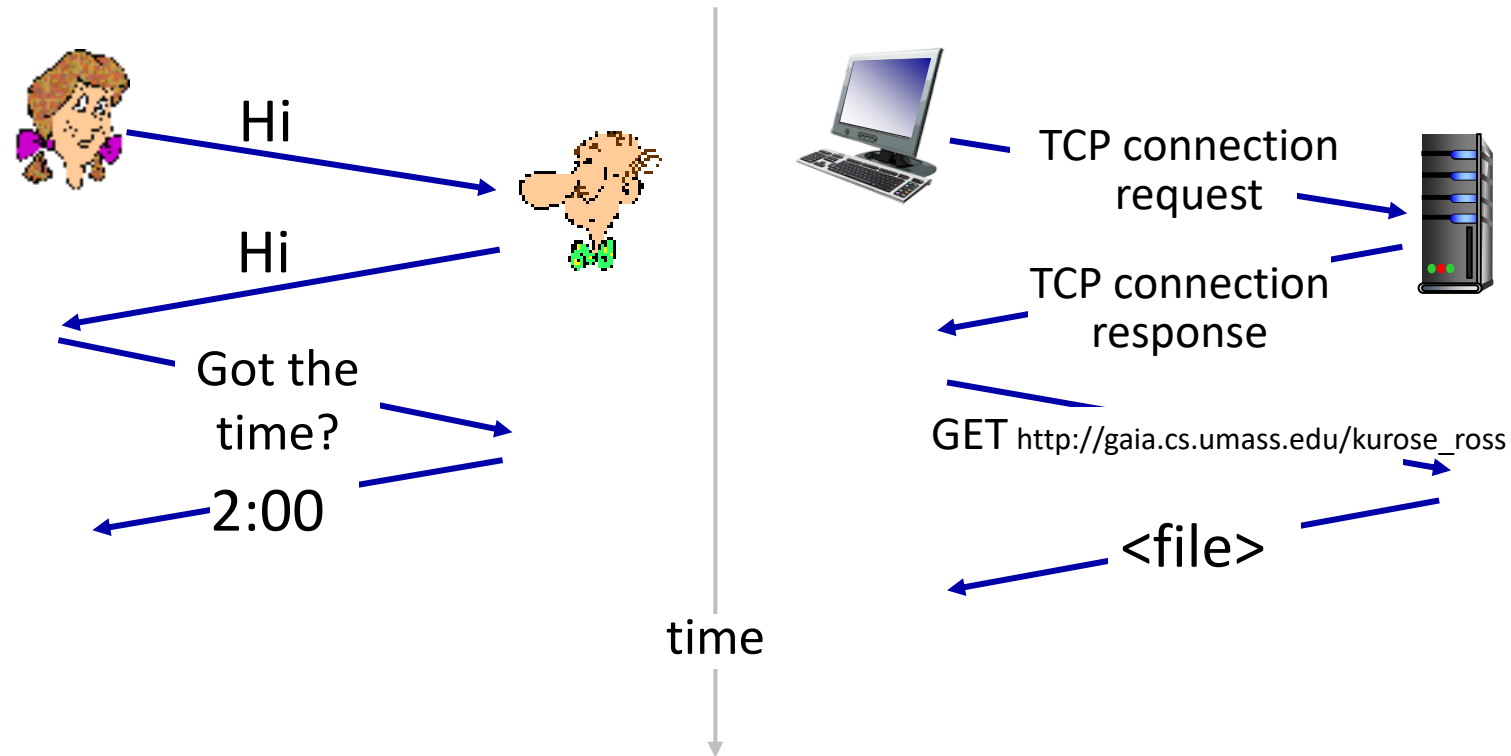 Hi
Hi
Got the
time?
2:00
TCP connection
request
TCP connection
response
GET http://gaia.cs.umass.edu/kurose_ross
<file>
time